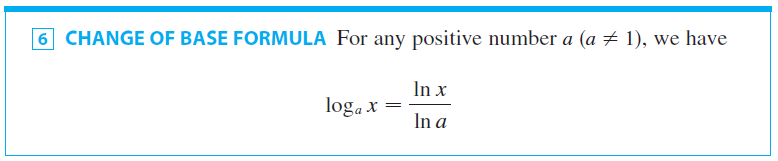 6 CHANGE OF BASE FORMULA For any positive number a (a ≠ 1), we have
logₐ x = ln x / ln a